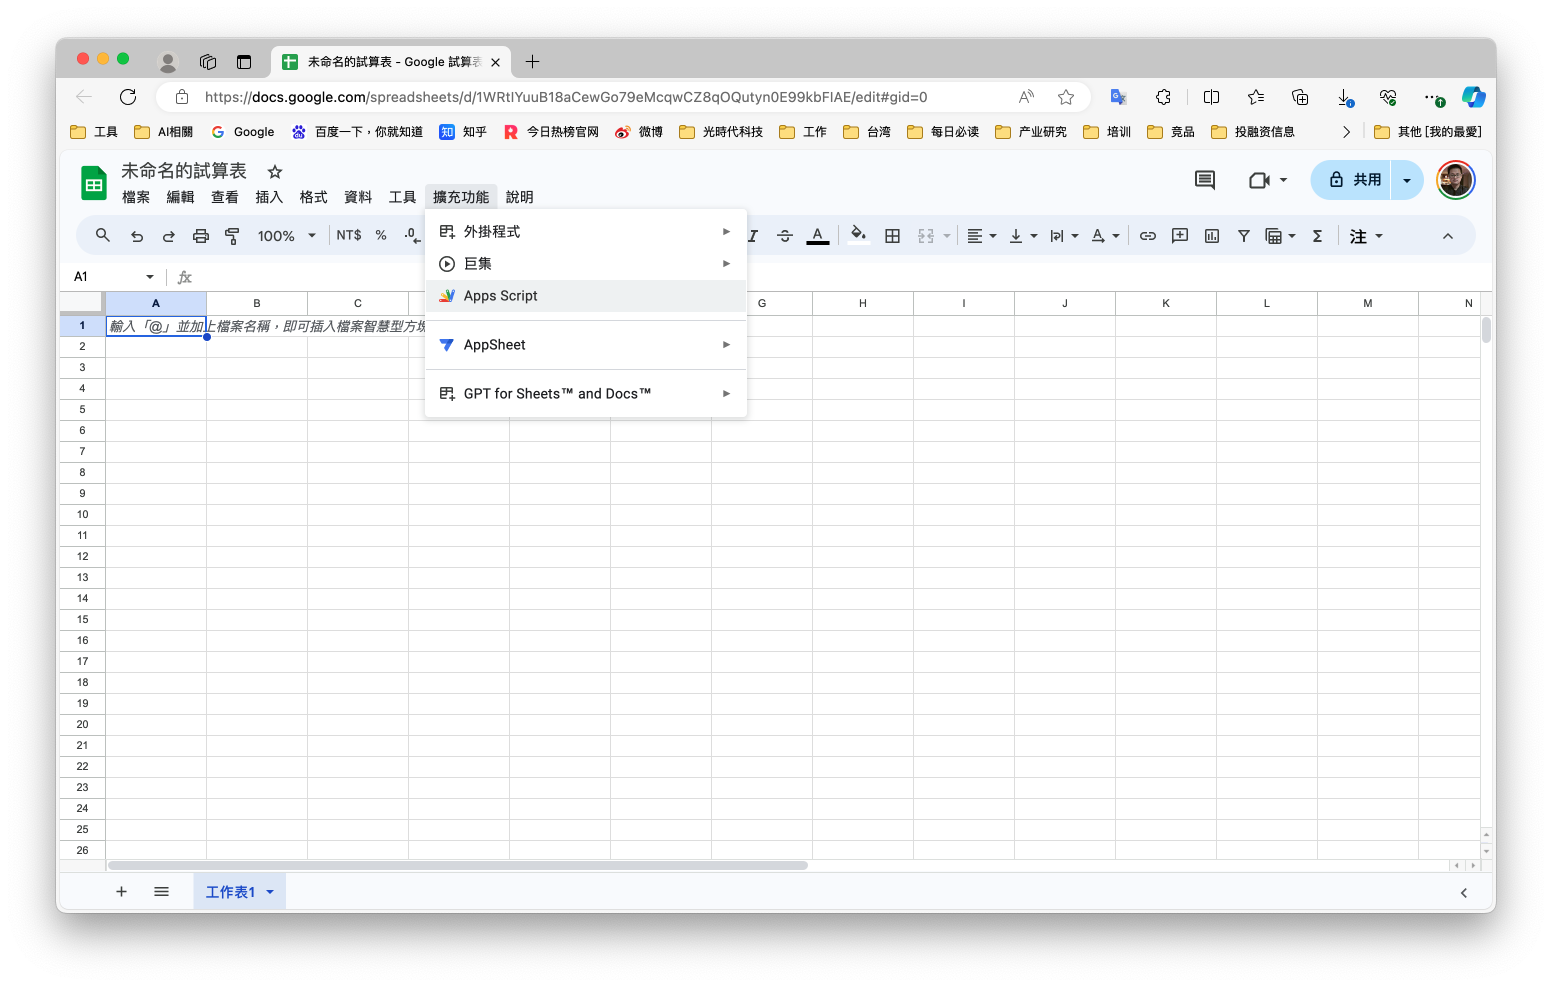 未命名的試算表 - Google 試算表
https://docs.google.com/spreadsheets/d/1WRtlYuuB18aCewGo79eMcqwCZ8qOQutyn0E99kbFIAE/edit#gid=0
工具 AI相關 Google 百度一下，你就知道 知乎 今日热榜官网 微博 光時代科技 工作 台湾 每日必读 产业研究 培训 竞品 投融资信息 其他 [我的最愛]
未命名的試算表
檔案 編輯 查看 插入 格式 資料 工具 擴充功能 說明
共用
100% NT$ % .0 I A 注
外掛程式
巨集
Apps Script
AppSheet
GPT for Sheets™ and Docs™
A1 fx
A B C G H I J K L M N
1 輸入「@」並加上檔案名稱，即可插入檔案智慧型方塊
2
3
4
5
6
7
8
9
10
11
12
13
14
15
16
17
18
19
20
21
22
23
24
25
26
工作表1